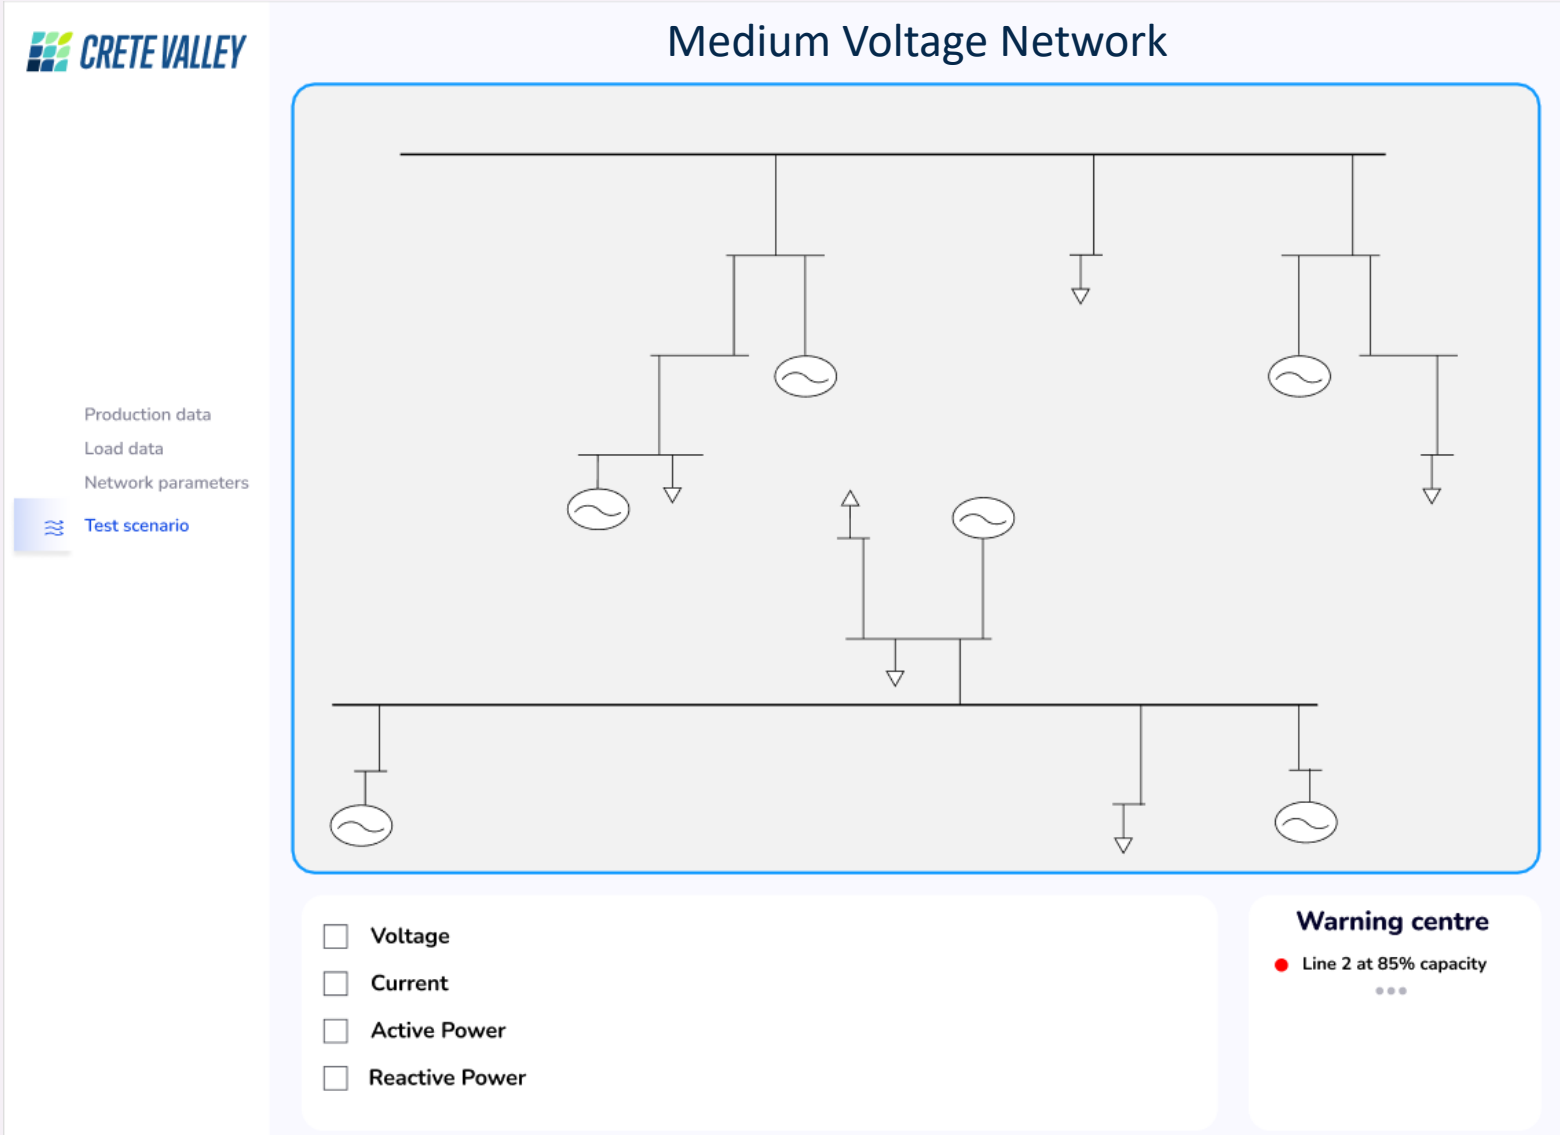 CRETE VALLEY
Medium Voltage Network
Production data
Load data
Network parameters
Test scenario
Voltage
Current
Active Power
Reactive Power
Warning centre
Line 2 at 85% capacity